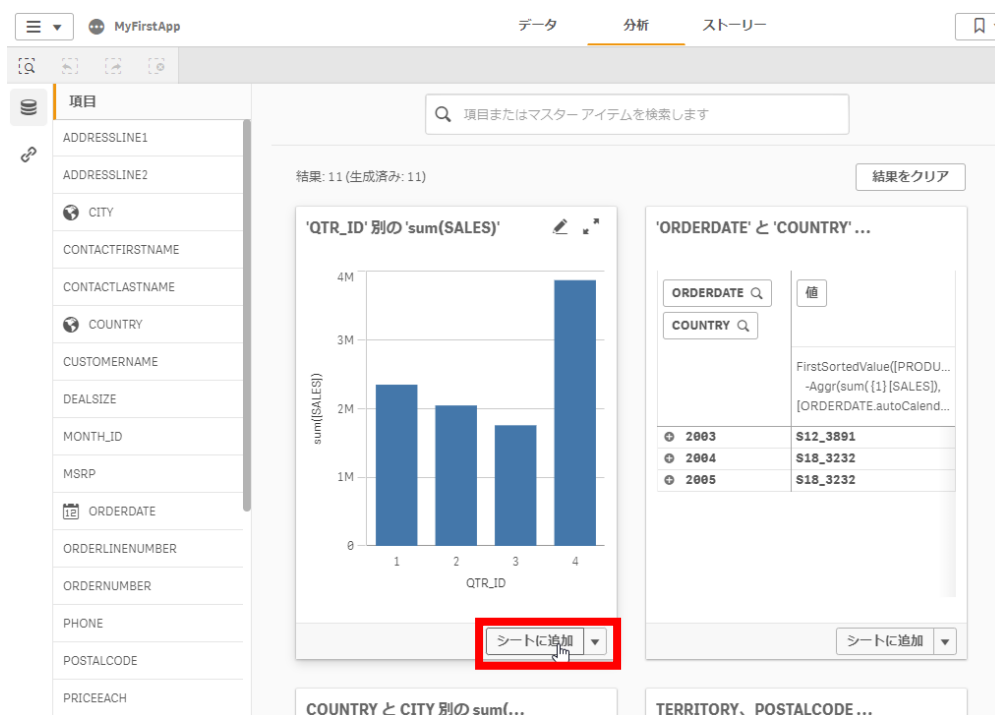 MyFirstApp
データ
分析
ストーリー
項目
ADDRESSLINE1
ADDRESSLINE2
CITY
CONTACTFIRSTNAME
CONTACTLASTNAME
COUNTRY
CUSTOMERNAME
DEALSIZE
MONTH_ID
MSRP
12 ORDERDATE
ORDERLINENUMBER
ORDERNUMBER
PHONE
POSTALCODE
PRICEEACH
項目またはマスター アイテムを検索します
結果: 11 (生成済み: 11)
結果をクリア
'QTR_ID' 別の 'sum(SALES)'
4M
3M
2M
1M
0
sum([SALES])
1 2 3 4
QTR_ID
シートに追加
'ORDERDATE' と 'COUNTRY' ...
ORDERDATE
値
COUNTRY
FirstSortedValue([PRODU...
-Aggr(sum( {1} [SALES]),
[ORDERDATE.autoCalend...
2003 S12_3891
2004 S18_3232
2005 S18_3232
シートに追加
COUNTRY と CITY 別の sum(...
TERRITORY、POSTALCODE ...